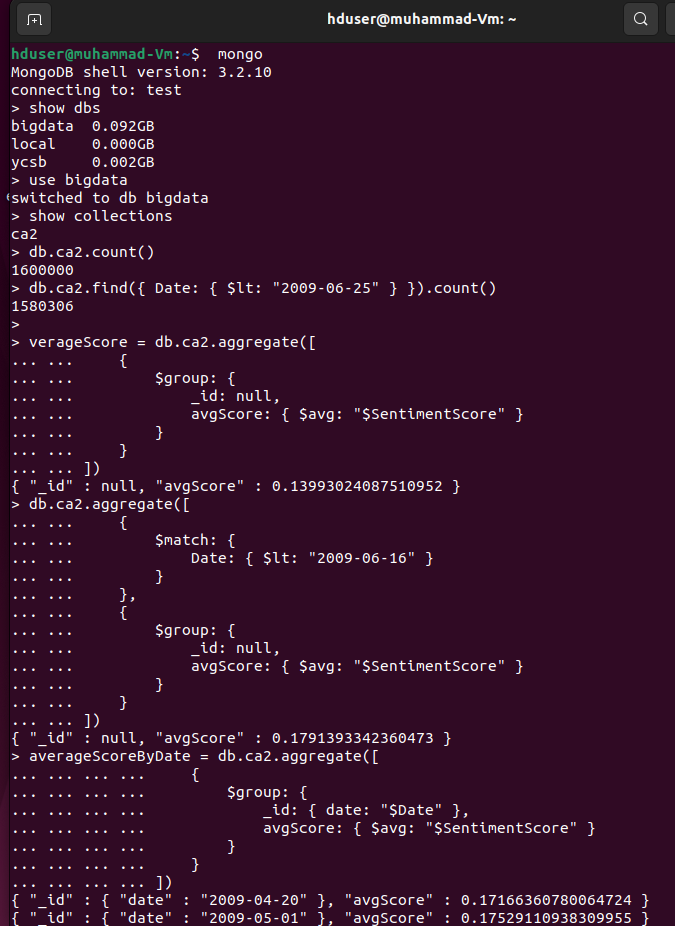 hduser@muhammad-Vm: ~
hduser@muhammad-Vm:~$  mongo
MongoDB shell version: 3.2.10
connecting to: test
> show dbs
bigdata  0.092GB
local    0.000GB
ycsb     0.002GB
> use bigdata
switched to db bigdata
> show collections
ca2
> db.ca2.count()
1600000
> db.ca2.find({ Date: { $lt: "2009-06-25" } }).count()
1580306
>
> verageScore = db.ca2.aggregate([
... ...     {
... ...         $group: {
... ...             _id: null,
... ...             avgScore: { $avg: "$SentimentScore" }
... ...         }
... ...     }
... ... ])
{ "_id" : null, "avgScore" : 0.13993024087510952 }
> db.ca2.aggregate([
... ...     {
... ...         $match: {
... ...             Date: { $lt: "2009-06-16" }
... ...         }
... ...     },
... ...     {
... ...         $group: {
... ...             _id: null,
... ...             avgScore: { $avg: "$SentimentScore" }
... ...         }
... ...     }
... ... ])
{ "_id" : null, "avgScore" : 0.1791393342360473 }
> averageScoreByDate = db.ca2.aggregate([
... ... ... ...     {
... ... ... ...         $group: {
... ... ... ...             _id: { date: "$Date" },
... ... ... ...             avgScore: { $avg: "$SentimentScore" }
... ... ... ...         }
... ... ... ...     }
... ... ... ... ])
{ "_id" : { "date" : "2009-04-20" }, "avgScore" : 0.17166360780064724 }
{ "_id" : { "date" : "2009-05-01" }, "avgScore" : 0.17529110938309955 }